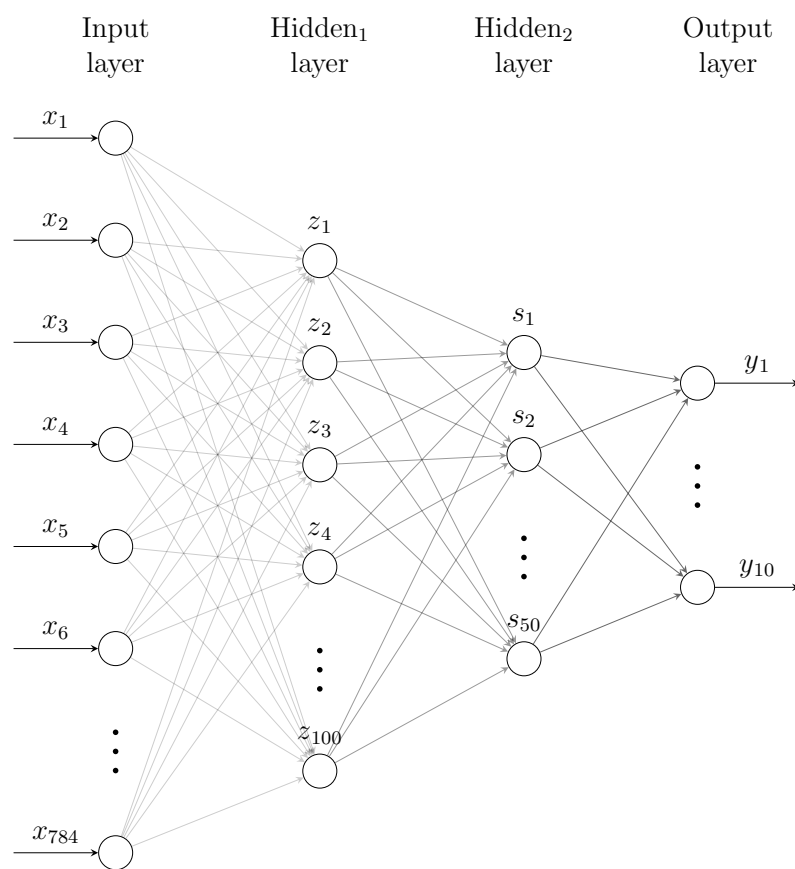 Input
layer
Hidden₁
layer
Hidden₂
layer
Output
layer
x₁
x₂
x₃
x₄
x₅
x₆
x₇₈₄
z₁
z₂
z₃
z₄
z₁₀₀
s₁
s₂
s₅₀
y₁
y₁₀